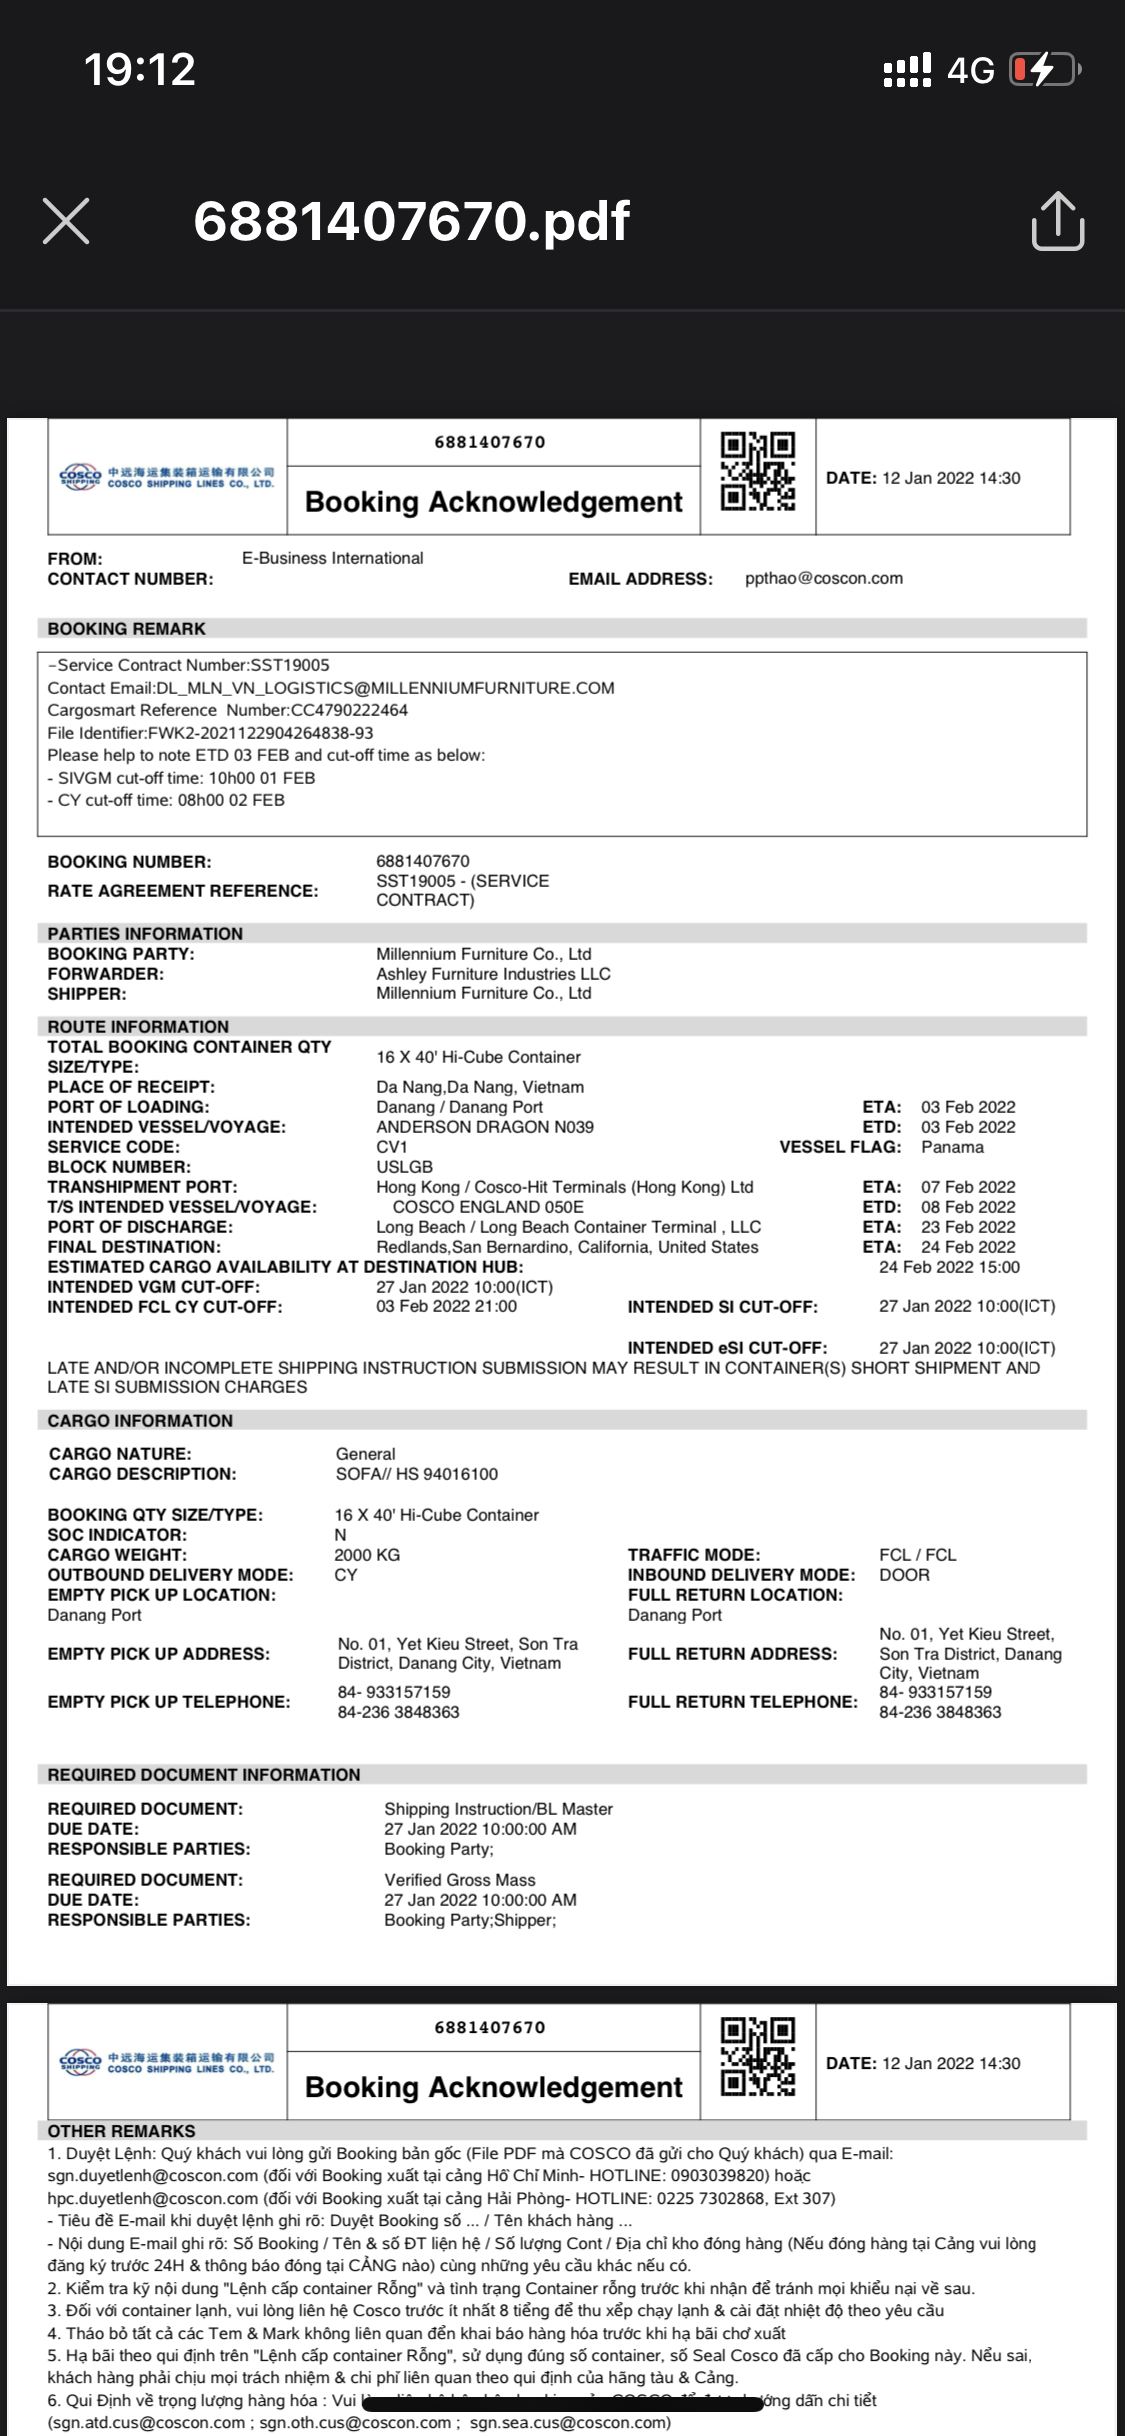 19:12
4G
6881407670.pdf
COSCO SHIPPING
中远海运集装箱运输有限公司
COSCO SHIPPING LINES CO., LTD.
6881407670
Booking Acknowledgement
DATE: 12 Jan 2022 14:30
FROM: E-Business International
CONTACT NUMBER: EMAIL ADDRESS: ppthao@coscon.com
BOOKING REMARK
-Service Contract Number:SST19005
Contact Email:DL_MLN_VN_LOGISTICS@MILLENNIUMFURNITURE.COM
Cargosmart Reference Number:CC4790222464
File Identifier:FWK2-2021122904264838-93
Please help to note ETD 03 FEB and cut-off time as below:
- SIVGM cut-off time: 10h00 01 FEB
- CY cut-off time: 08h00 02 FEB
BOOKING NUMBER: 6881407670
RATE AGREEMENT REFERENCE: SST19005 - (SERVICE
CONTRACT)
PARTIES INFORMATION
BOOKING PARTY: Millennium Furniture Co., Ltd
FORWARDER: Ashley Furniture Industries LLC
SHIPPER: Millennium Furniture Co., Ltd
ROUTE INFORMATION
TOTAL BOOKING CONTAINER QTY
SIZE/TYPE: 16 X 40' Hi-Cube Container
PLACE OF RECEIPT: Da Nang,Da Nang, Vietnam
PORT OF LOADING: Danang / Danang Port ETA: 03 Feb 2022
INTENDED VESSEL/VOYAGE: ANDERSON DRAGON N039 ETD: 03 Feb 2022
SERVICE CODE: CV1 VESSEL FLAG: Panama
BLOCK NUMBER: USLGB
TRANSHIPMENT PORT: Hong Kong / Cosco-Hit Terminals (Hong Kong) Ltd ETA: 07 Feb 2022
T/S INTENDED VESSEL/VOYAGE: COSCO ENGLAND 050E ETD: 08 Feb 2022
PORT OF DISCHARGE: Long Beach / Long Beach Container Terminal , LLC ETA: 23 Feb 2022
FINAL DESTINATION: Redlands,San Bernardino, California, United States ETA: 24 Feb 2022
ESTIMATED CARGO AVAILABILITY AT DESTINATION HUB: 24 Feb 2022 15:00
INTENDED VGM CUT-OFF: 27 Jan 2022 10:00(ICT)
INTENDED FCL CY CUT-OFF: 03 Feb 2022 21:00 INTENDED SI CUT-OFF: 27 Jan 2022 10:00(ICT)
INTENDED eSI CUT-OFF: 27 Jan 2022 10:00(ICT)
LATE AND/OR INCOMPLETE SHIPPING INSTRUCTION SUBMISSION MAY RESULT IN CONTAINER(S) SHORT SHIPMENT AND
LATE SI SUBMISSION CHARGES
CARGO INFORMATION
CARGO NATURE: General
CARGO DESCRIPTION: SOFA// HS 94016100
BOOKING QTY SIZE/TYPE: 16 X 40' Hi-Cube Container
SOC INDICATOR: N
CARGO WEIGHT: 2000 KG TRAFFIC MODE: FCL / FCL
OUTBOUND DELIVERY MODE: CY INBOUND DELIVERY MODE: DOOR
EMPTY PICK UP LOCATION: FULL RETURN LOCATION:
Danang Port Danang Port
EMPTY PICK UP ADDRESS: No. 01, Yet Kieu Street, Son Tra
District, Danang City, Vietnam
FULL RETURN ADDRESS: No. 01, Yet Kieu Street,
Son Tra District, Danang
City, Vietnam
EMPTY PICK UP TELEPHONE: 84- 933157159
84-236 3848363
FULL RETURN TELEPHONE: 84- 933157159
84-236 3848363
REQUIRED DOCUMENT INFORMATION
REQUIRED DOCUMENT: Shipping Instruction/BL Master
DUE DATE: 27 Jan 2022 10:00:00 AM
RESPONSIBLE PARTIES: Booking Party;
REQUIRED DOCUMENT: Verified Gross Mass
DUE DATE: 27 Jan 2022 10:00:00 AM
RESPONSIBLE PARTIES: Booking Party;Shipper;
COSCO SHIPPING
中远海运集装箱运输有限公司
COSCO SHIPPING LINES CO., LTD.
6881407670
Booking Acknowledgement
DATE: 12 Jan 2022 14:30
OTHER REMARKS
1. Duyệt Lệnh: Quý khách vui lòng gửi Booking bản gốc (File PDF mà COSCO đã gửi cho Quý khách) qua E-mail:
sgn.duyetlenh@coscon.com (đối với Booking xuất tại cảng Hồ Chí Minh- HOTLINE: 0903039820) hoặc
hpc.duyetlenh@coscon.com (đối với Booking xuất tại cảng Hải Phòng- HOTLINE: 0225 7302868, Ext 307)
- Tiêu đề E-mail khi duyệt lệnh ghi rõ: Duyệt Booking số ... / Tên khách hàng ...
- Nội dung E-mail ghi rõ: Số Booking / Tên & số ĐT liện hệ / Số lượng Cont / Địa chỉ kho đóng hàng (Nếu đóng hàng tại Cảng vui lòng
đăng ký trước 24H & thông báo đóng tại CẢNG nào) cùng những yêu cầu khác nếu có.
2. Kiểm tra kỹ nội dung "Lệnh cấp container Rỗng" và tình trạng Container rỗng trước khi nhận để tránh mọi khiếu nại về sau.
3. Đối với container lạnh, vui lòng liên hệ Cosco trước ít nhất 8 tiếng để thu xếp chạy lạnh & cài đặt nhiệt độ theo yêu cầu
4. Tháo bỏ tất cả các Tem & Mark không liên quan đến khai báo hàng hóa trước khi hạ bãi chờ xuất
5. Hạ bãi theo qui định trên "Lệnh cấp container Rỗng", sử dụng đúng số container, số Seal Cosco đã cấp cho Booking này. Nếu sai,
khách hàng phải chịu mọi trách nhiệm & chi phí liên quan theo qui định của hãng tàu & Cảng.
6. Qui Định về trọng lượng hàng hóa : Vui dẫn chi tiết
(sgn.atd.cus@coscon.com ; sgn.oth.cus@coscon.com ; sgn.sea.cus@coscon.com)